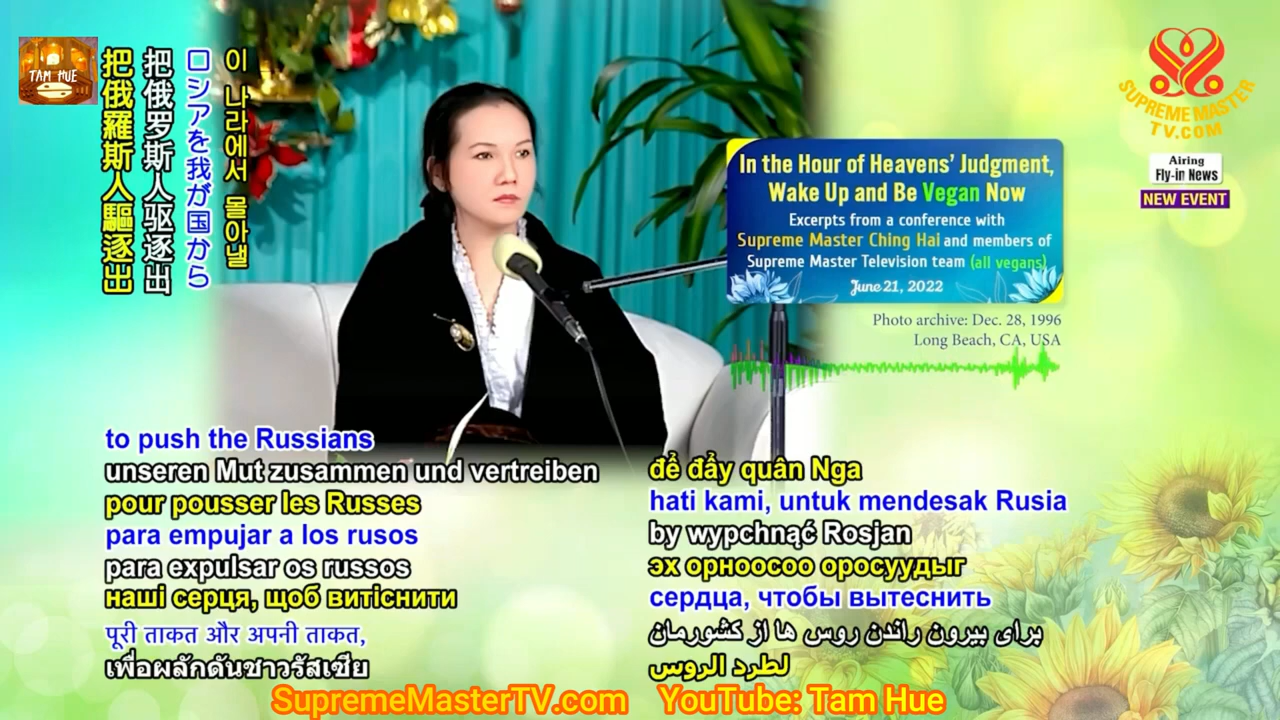 TAM HUE
把俄羅斯人驅逐出
把俄罗斯人驱逐出
ロシアを我が国から
이 나라에서 몰아낼
SUPREME MASTER
TV.COM
Airing
Fly-in News
NEW EVENT
In the Hour of Heavens' Judgment,
Wake Up and Be Vegan Now
Excerpts from a conference with
Supreme Master Ching Hai and members of
Supreme Master Television team (all vegans)
June 21, 2022
Photo archive: Dec. 28, 1996
Long Beach, CA, USA
to push the Russians
unseren Mut zusammen und vertreiben
pour pousser les Russes
para empujar a los rusos
para expulsar os russos
наші серця, щоб витіснити
पूरी ताकत और अपनी ताकत,
เพื่อผลักดันชาวรัสเซีย
để đẩy quân Nga
hati kami, untuk mendesak Rusia
by wypchnąć Rosjan
эх орноосоо оросуудыг
сердца, чтобы вытеснить
برای بیرون راندن روس ها از کشورمان
لطرد الروس
SupremeMasterTV.com YouTube: Tam Hue